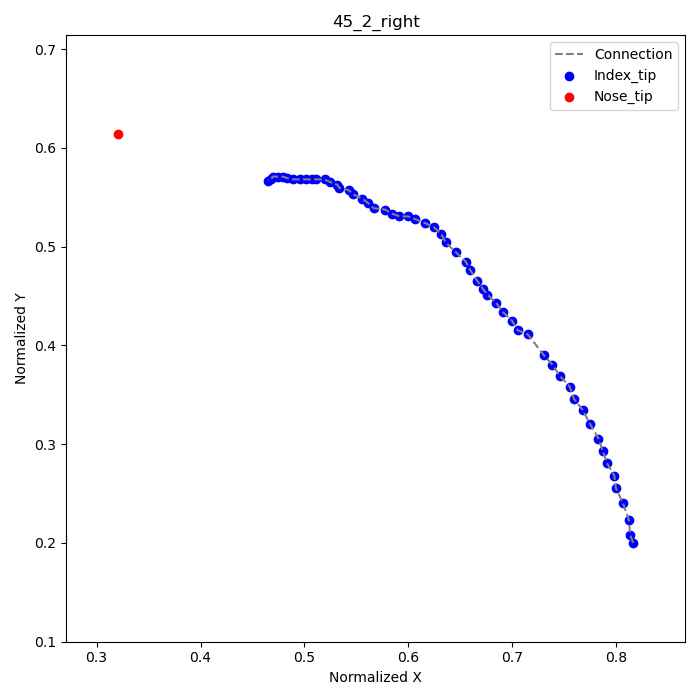 45_2_right
Connection
Index_tip
Nose_tip
0.7
0.6
0.5
0.4
0.3
0.2
0.1
Normalized Y
0.3 0.4 0.5 0.6 0.7 0.8
Normalized X